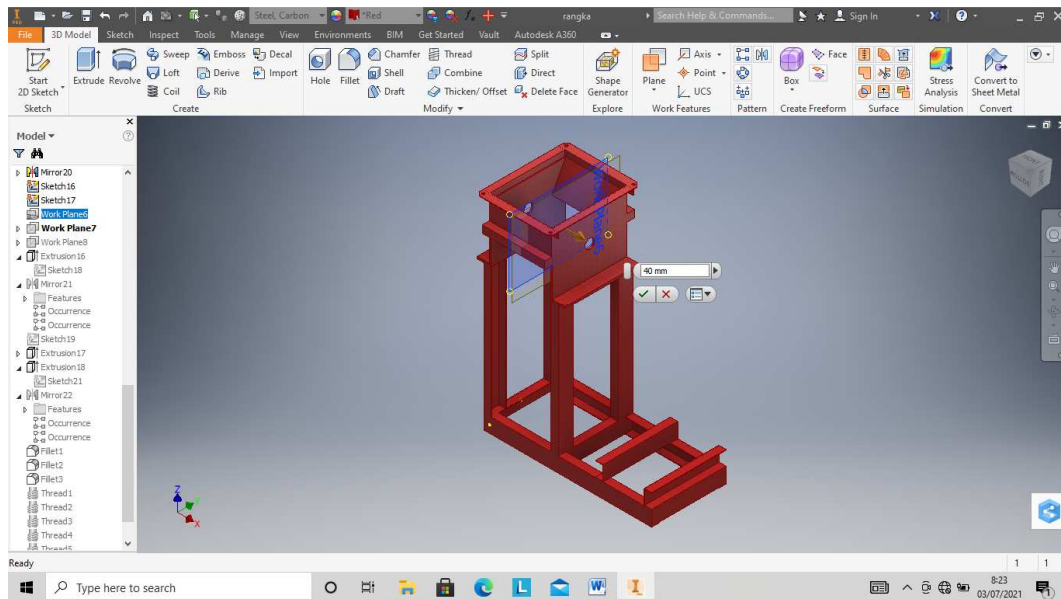 PRO
Steel, Carbon
*Red
rangka
Search Help & Commands...
Sign In
File 3D Model Sketch Inspect Tools Manage View Environments BIM Get Started Vault Autodesk A360
Start
2D Sketch
Extrude Revolve
Sweep Emboss Decal
Loft Derive Import
Coil Rib
Hole Fillet
Chamfer Thread Split
Shell Combine Direct
Draft Thicken/ Offset Delete Face
Shape
Generator
Plane
Axis
Point
UCS
Box
Face
Stress
Analysis
Convert to
Sheet Metal
Sketch Create Modify Explore Work Features Pattern Create Freeform Surface Simulation Convert
Model
Mirror20
Sketch16
Sketch17
Work Plane6
Work Plane7
Work Plane8
Extrusion16
Sketch18
Mirror21
Features
Occurrence
Occurrence
Sketch19
Extrusion17
Extrusion18
Sketch21
Mirror22
Features
Occurrence
Occurrence
Fillet1
Fillet2
Fillet3
Thread1
Thread2
Thread3
Thread4
Thread5
40 mm
Z
Y
X
Ready
1 1
Type here to search
8:23
03/07/2021